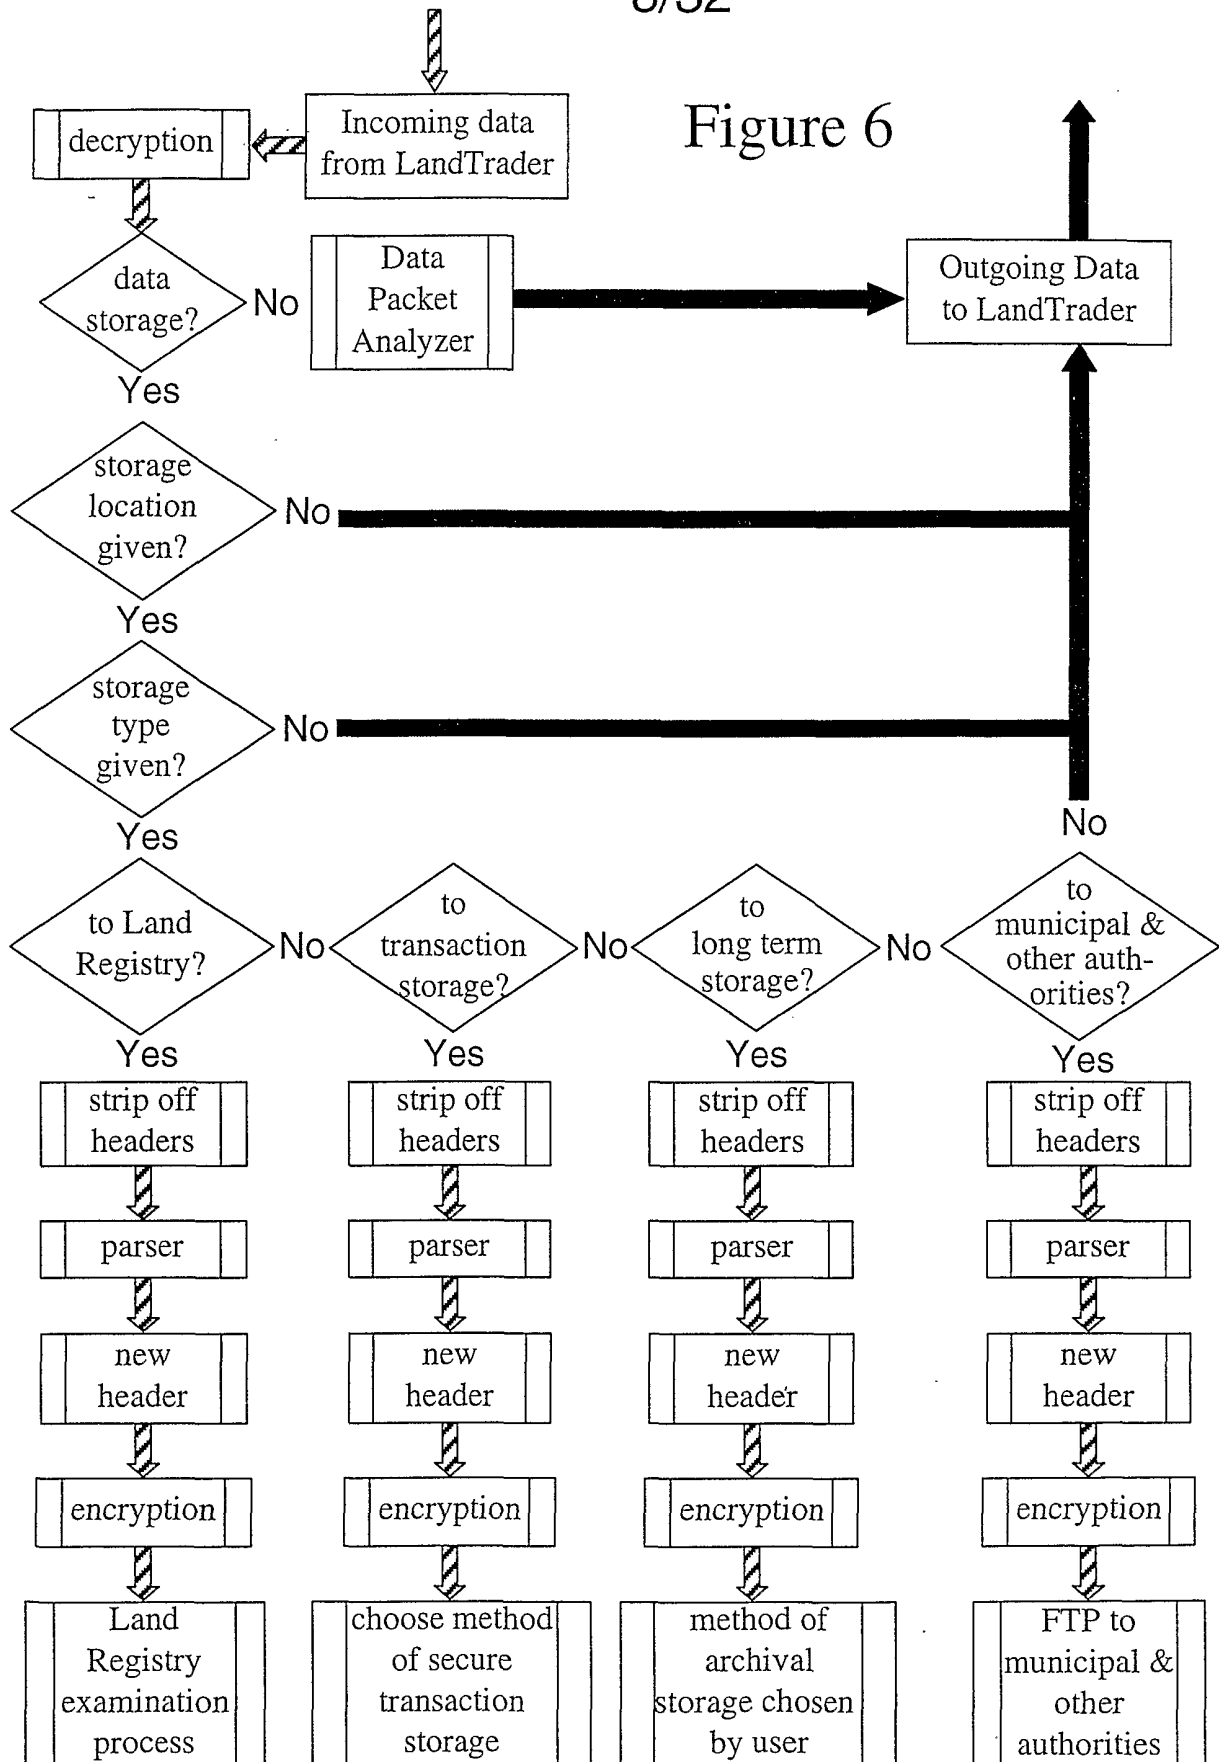 Incoming data
from LandTrader
Figure 6
decryption
data
storage?
No
Data
Packet
Analyzer
Outgoing Data
to LandTrader
Yes
storage
location
given?
No
Yes
storage
type
given?
No
Yes
No
to Land
Registry?
No
to
transaction
storage?
No
to
long term
storage?
No
to
municipal &
other auth-
orities?
Yes
Yes
Yes
Yes
strip off
headers
strip off
headers
strip off
headers
strip off
headers
parser
parser
parser
parser
new
header
new
header
new
header
new
header
encryption
encryption
encryption
encryption
Land
Registry
examination
process
choose method
of secure
transaction
storage
method of
archival
storage chosen
by user
FTP to
municipal &
other
authorities